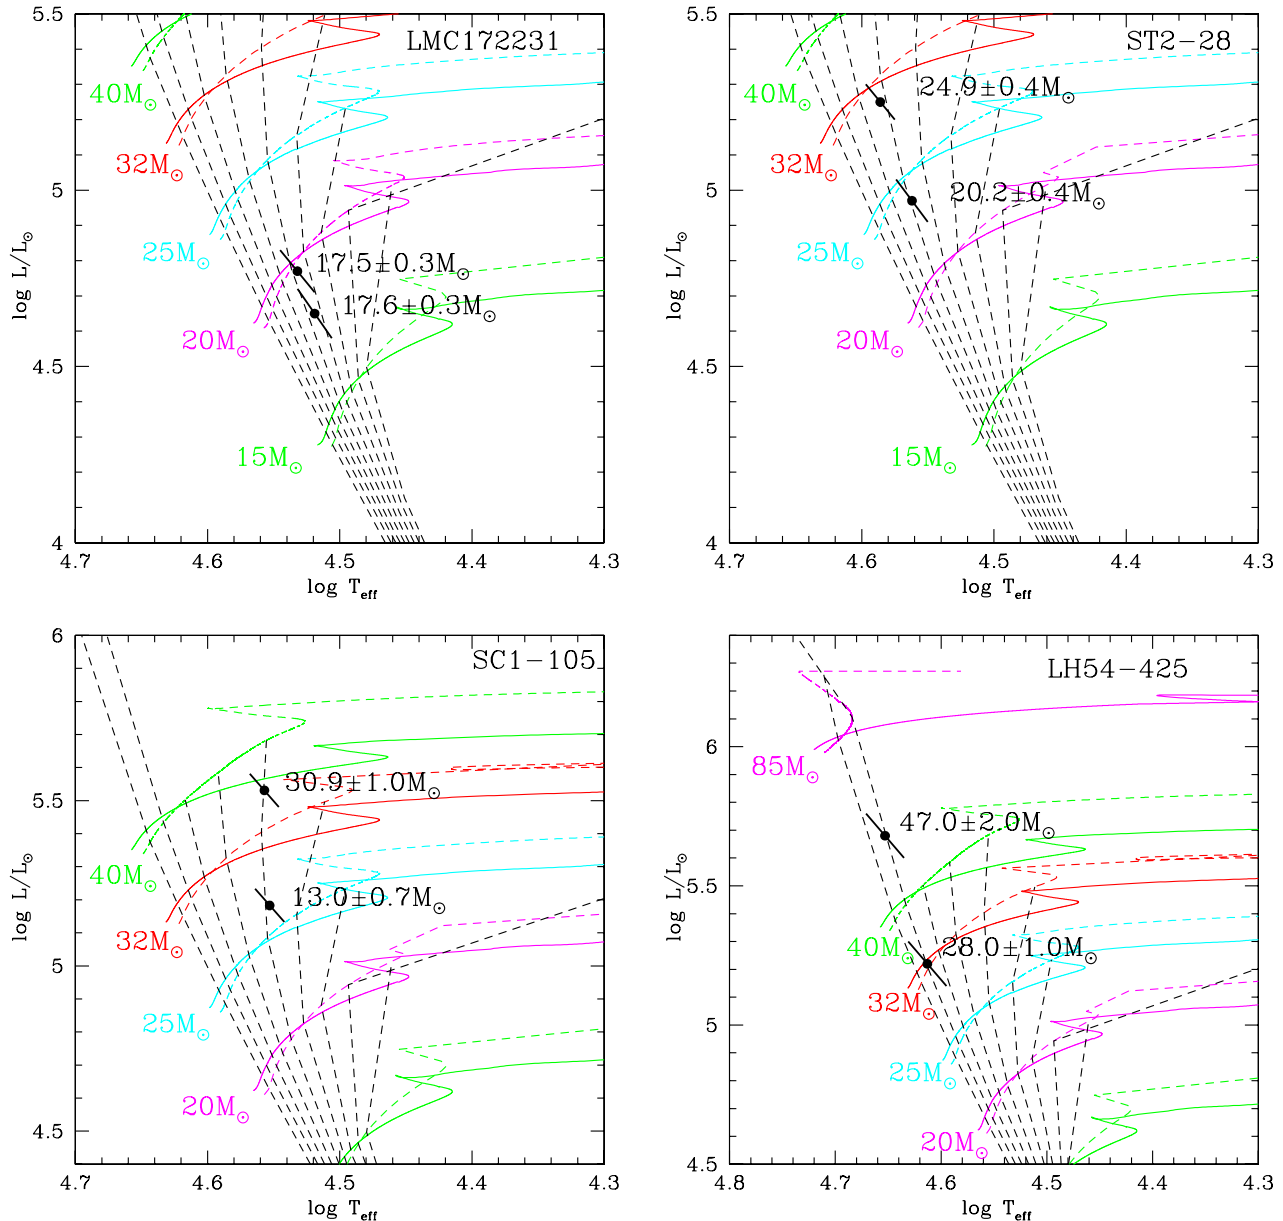 5.5
LMC172231
40M⊙
32M⊙
5
25M⊙
17.5±0.3M⊙
17.6±0.3M⊙
20M⊙
4.5
15M⊙
4
4.7
4.6
4.5
4.4
4.3
log L/L⊙
log Teff
5.5
ST2−28
24.9±0.4M⊙
40M⊙
32M⊙
5
20.2±0.4M⊙
25M⊙
20M⊙
4.5
15M⊙
4
4.7
4.6
4.5
4.4
4.3
log L/L⊙
log Teff
6
SC1−105
5.5
30.9±1.0M⊙
40M⊙
13.0±0.7M⊙
32M⊙
5
25M⊙
20M⊙
4.5
4.7
4.6
4.5
4.4
4.3
log L/L⊙
log Teff
LH54−425
6
85M⊙
47.0±2.0M⊙
5.5
40M⊙
28.0±1.0M⊙
32M⊙
5
25M⊙
20M⊙
4.5
4.8
4.7
4.6
4.5
4.4
4.3
log L/L⊙
log Teff